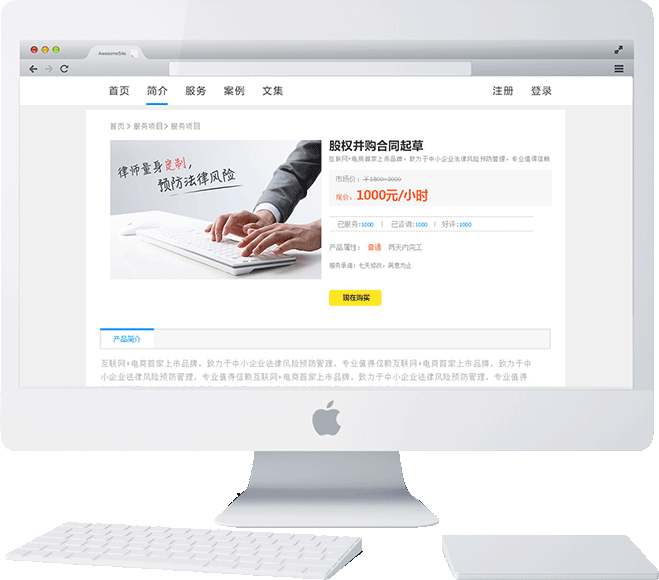 AwesomeSite
首页 简介 服务 案例 文集 注册 登录
首页 > 服务项目 > 服务项目
律师量身定制，
预防法律风险
股权并购合同起草
互联网+电商首家上市品牌，致力于中小企业法律风险预防管理，专业值得信赖
市场价：￥1800~3000
现价：1000元/小时
已服务:1000 | 已咨询:1000 | 好评:1000
产品属性： 普通 两天内完工
服务承诺：七天修改，满意为止
现在购买
产品简介
互联网+电商首家上市品牌，致力于中小企业法律风险预防管理，专业值得信赖互联网+电商首家上市品牌，致力于中
小企业法律风险预防管理，专业值得信赖互联网+电商首家上市品牌，致力于中小企业法律风险预防管理，专业值得